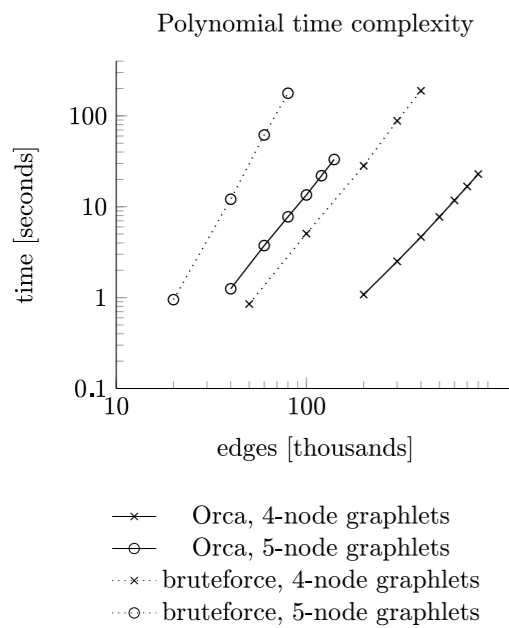 Polynomial time complexity
time [seconds]
100
10
1
0.1
10
100
edges [thousands]
Orca, 4-node graphlets
Orca, 5-node graphlets
bruteforce, 4-node graphlets
bruteforce, 5-node graphlets